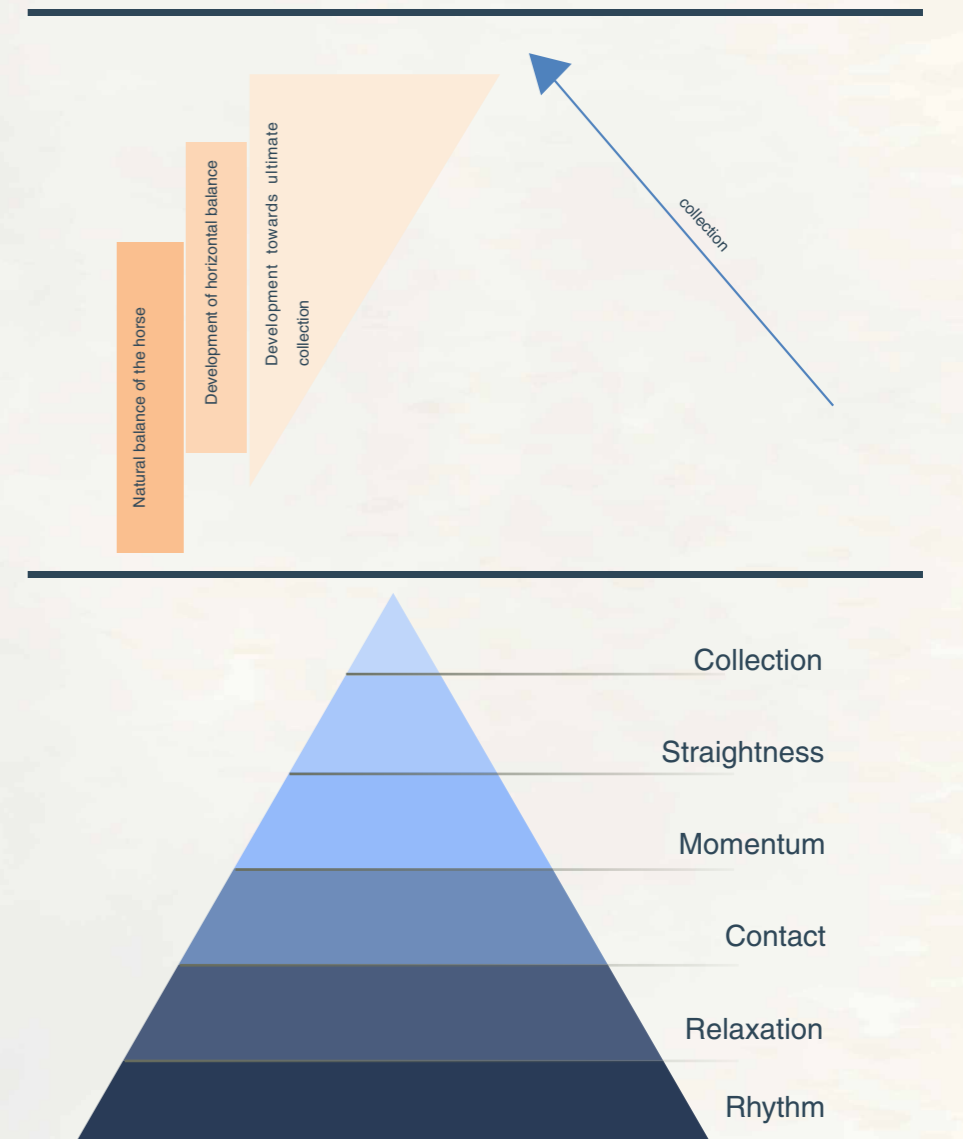 Natural balance of the horse
Development of horizontal balance
Development towards ultimate
collection
collection
Collection
Straightness
Momentum
Contact
Relaxation
Rhythm